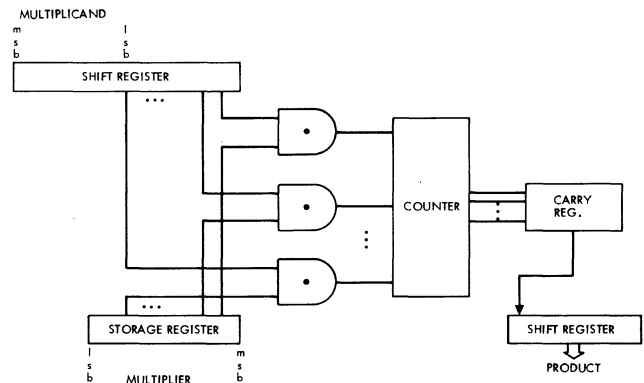 MULTIPLICAND
m
s
b
l
s
b
SHIFT REGISTER
...
COUNTER
CARRY
REG.
...
STORAGE REGISTER
SHIFT REGISTER
l
s
b
m
s
b
MULTIPLIER
PRODUCT